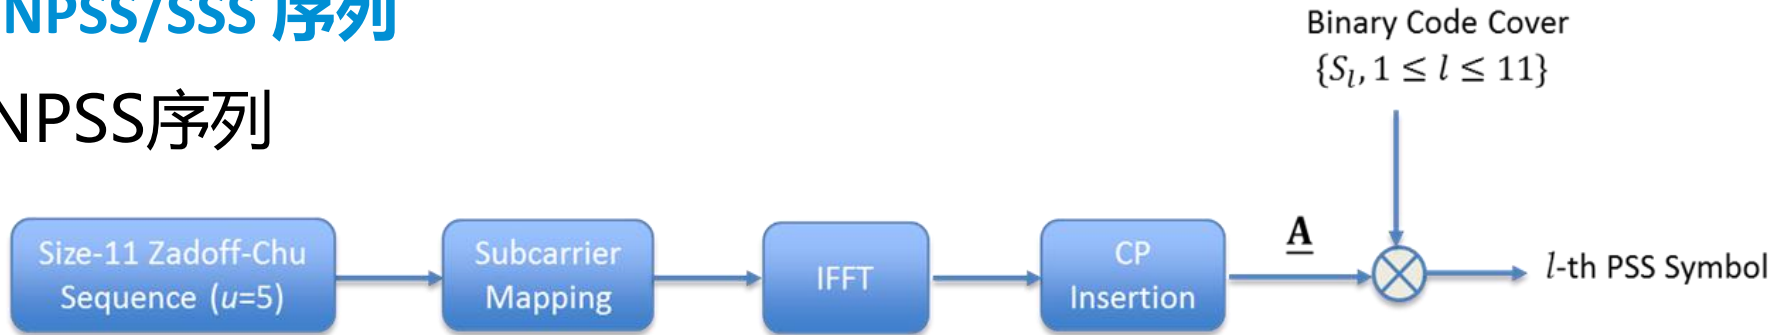 NPSS/SSS 序列
NPSS序列
Binary Code Cover
{S_l, 1 ≤ l ≤ 11}
Size-11 Zadoff-Chu
Sequence (u=5)
Subcarrier
Mapping
IFFT
CP
Insertion
A
l-th PSS Symbol